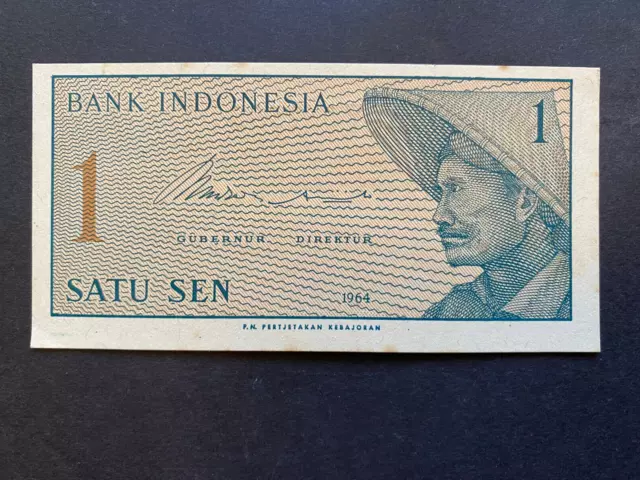 BANK INDONESIA
1
1
GUBERNUR. DIREKTUR
SATU SEN
1964
P.N. PERTJETAKAN KEBAJORAN